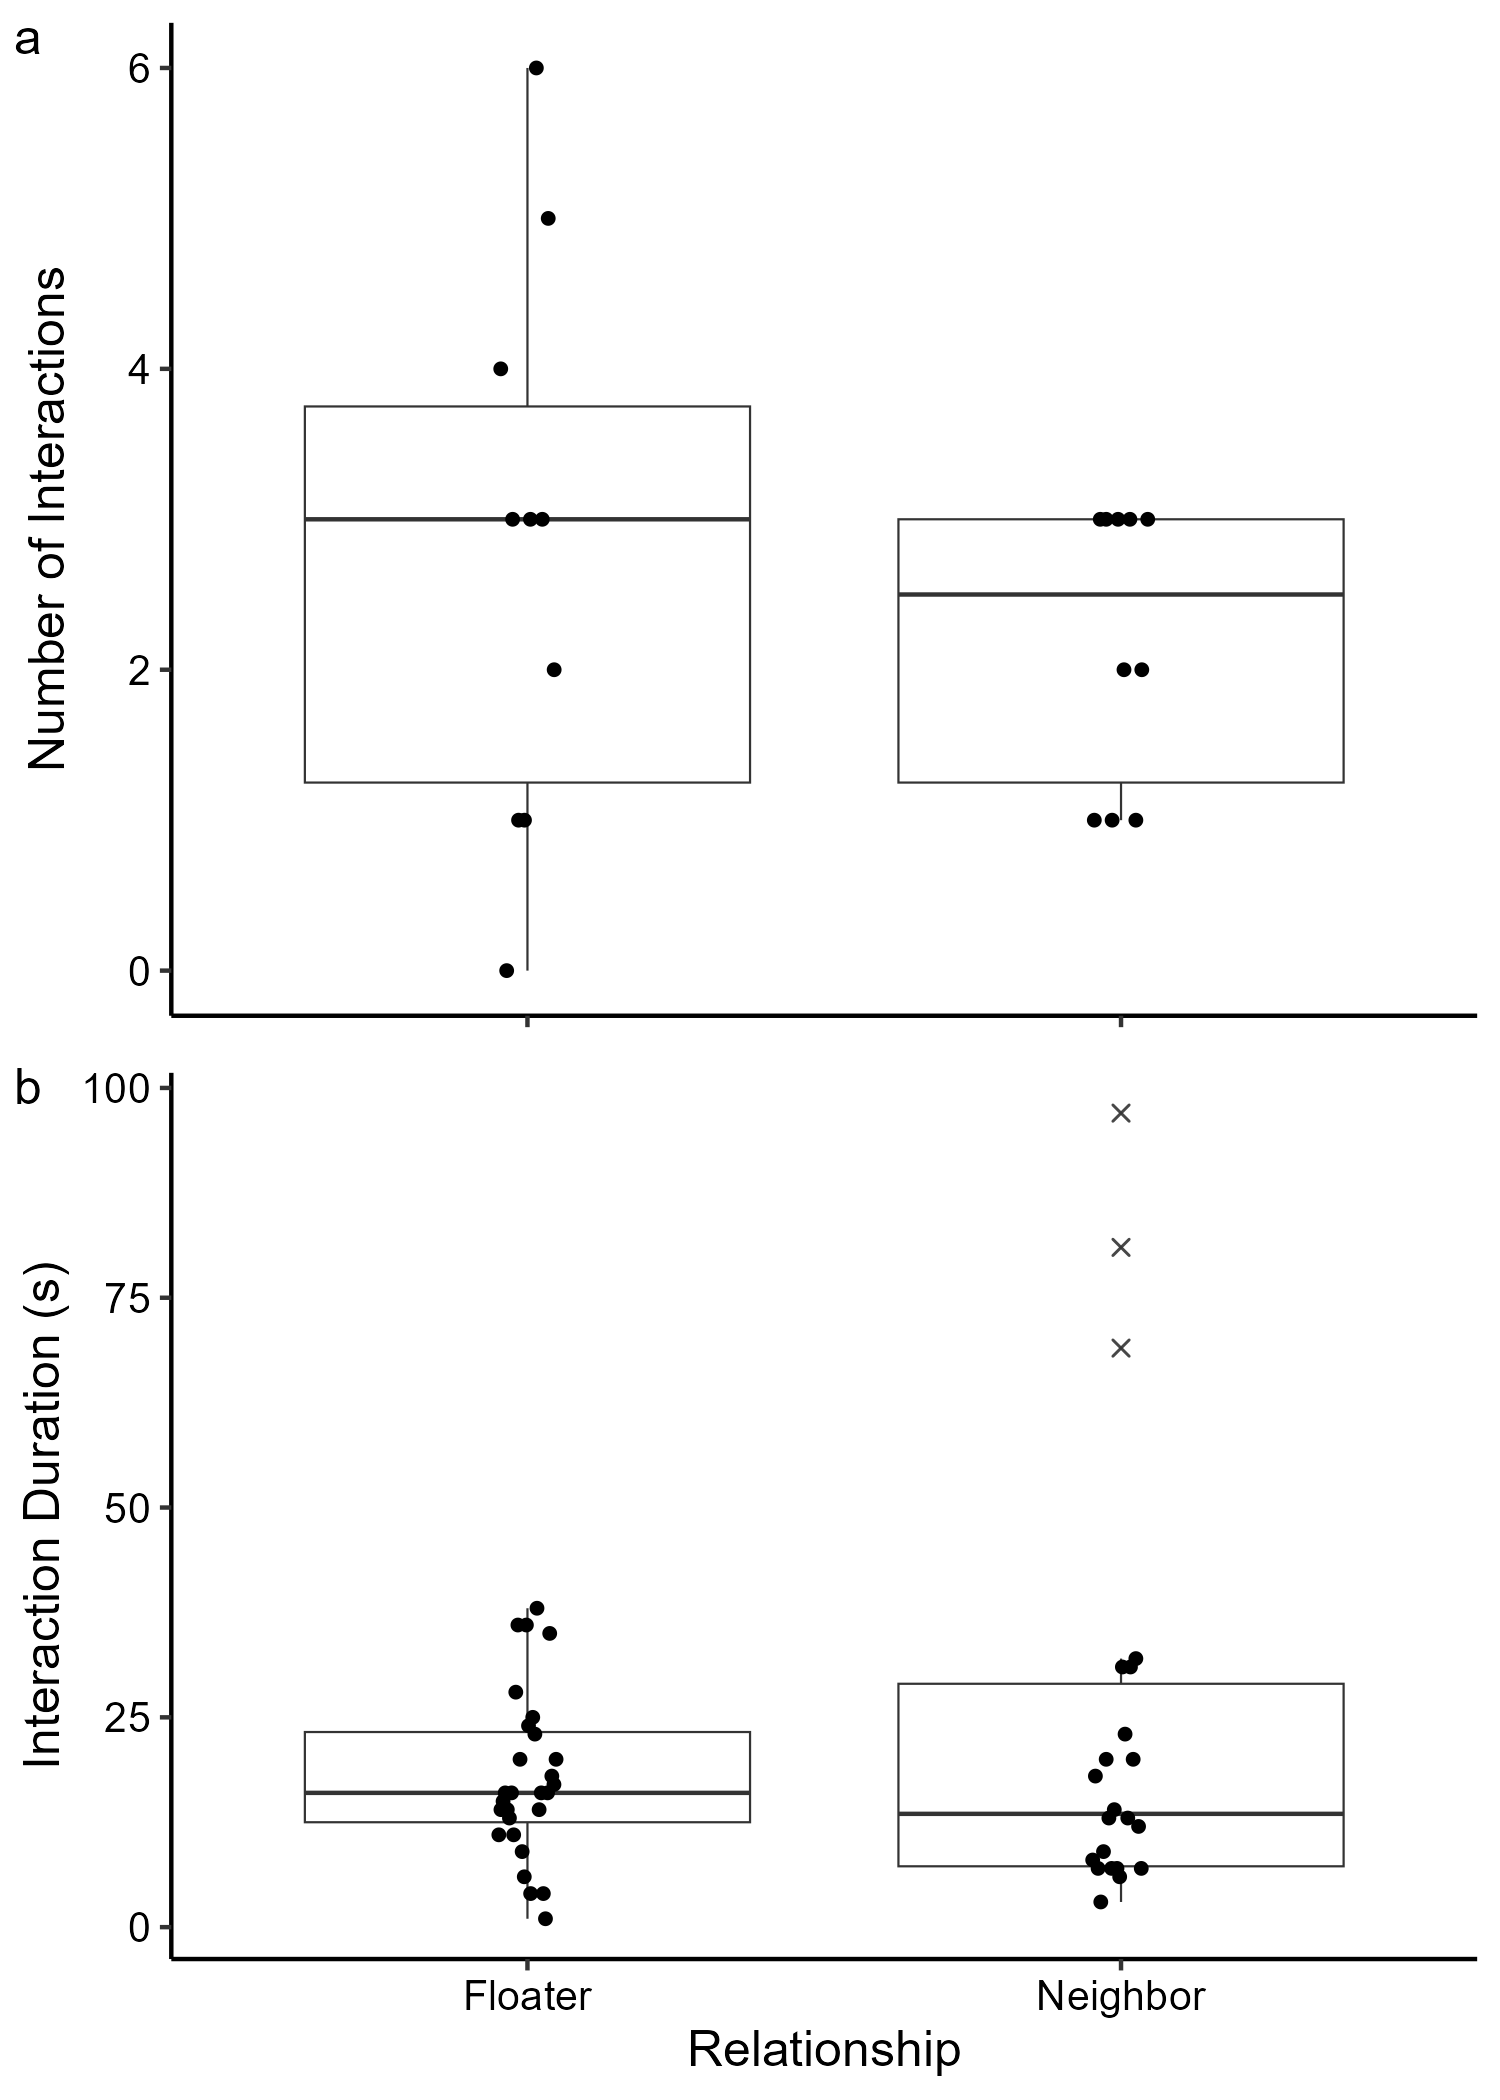 a
Number of Interactions
6
4
2
0
b
Interaction Duration (s)
100
75
50
25
0
Floater
Neighbor
Relationship